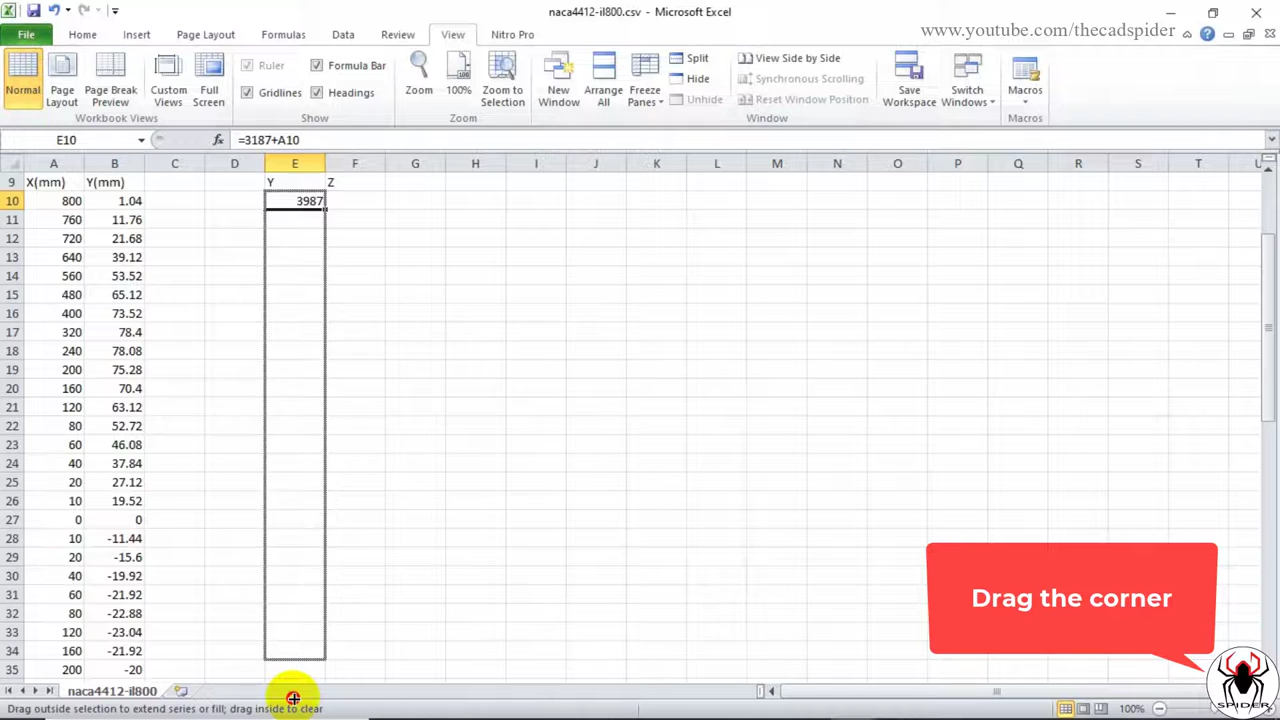 naca4412-il800.csv - Microsoft Excel
www.youtube.com/thecadspider
File Home Insert Page Layout Formulas Data Review View Nitro Pro
Normal Page Layout Page Break Preview Custom Views Full Screen
Ruler Formula Bar
Gridlines Headings
Zoom 100% Zoom to Selection
New Window Arrange All Freeze Panes
Split
Hide
Unhide
View Side by Side
Synchronous Scrolling
Reset Window Position
Save Workspace Switch Windows Macros
Workbook Views Show Zoom Window Macros
E10 fx =3187+A10
A B C D E F G H I J K L M N O P Q R S T U
9 X(mm) Y(mm) Y Z
10 800 1.04 3987
11 760 11.76
12 720 21.68
13 640 39.12
14 560 53.52
15 480 65.12
16 400 73.52
17 320 78.4
18 240 78.08
19 200 75.28
20 160 70.4
21 120 63.12
22 80 52.72
23 60 46.08
24 40 37.84
25 20 27.12
26 10 19.52
27 0 0
28 10 -11.44
29 20 -15.6
30 40 -19.92
31 60 -21.92
32 80 -22.88
33 120 -23.04
34 160 -21.92
35 200 -20
Drag the corner
SPIDER
naca4412-il800
Drag outside selection to extend series or fill; drag inside to clear
100%